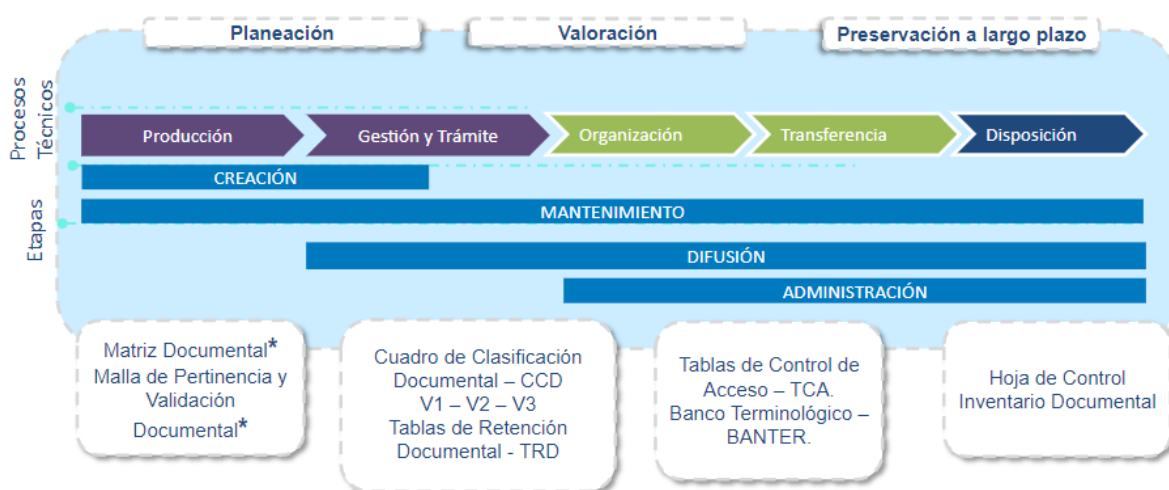 Planeación
Valoración
Preservación a largo plazo
Procesos
Técnicos
Producción
Gestión y Trámite
Organización
Transferencia
Disposición
CREACIÓN
MANTENIMIENTO
Etapas
DIFUSIÓN
ADMINISTRACIÓN
Matriz Documental*
Malla de Pertinencia y
Validación
Documental*
Cuadro de Clasificación
Documental – CCD
V1 – V2 – V3
Tablas de Retención
Documental - TRD
Tablas de Control de
Acceso – TCA.
Banco Terminológico –
BANTER.
Hoja de Control
Inventario Documental